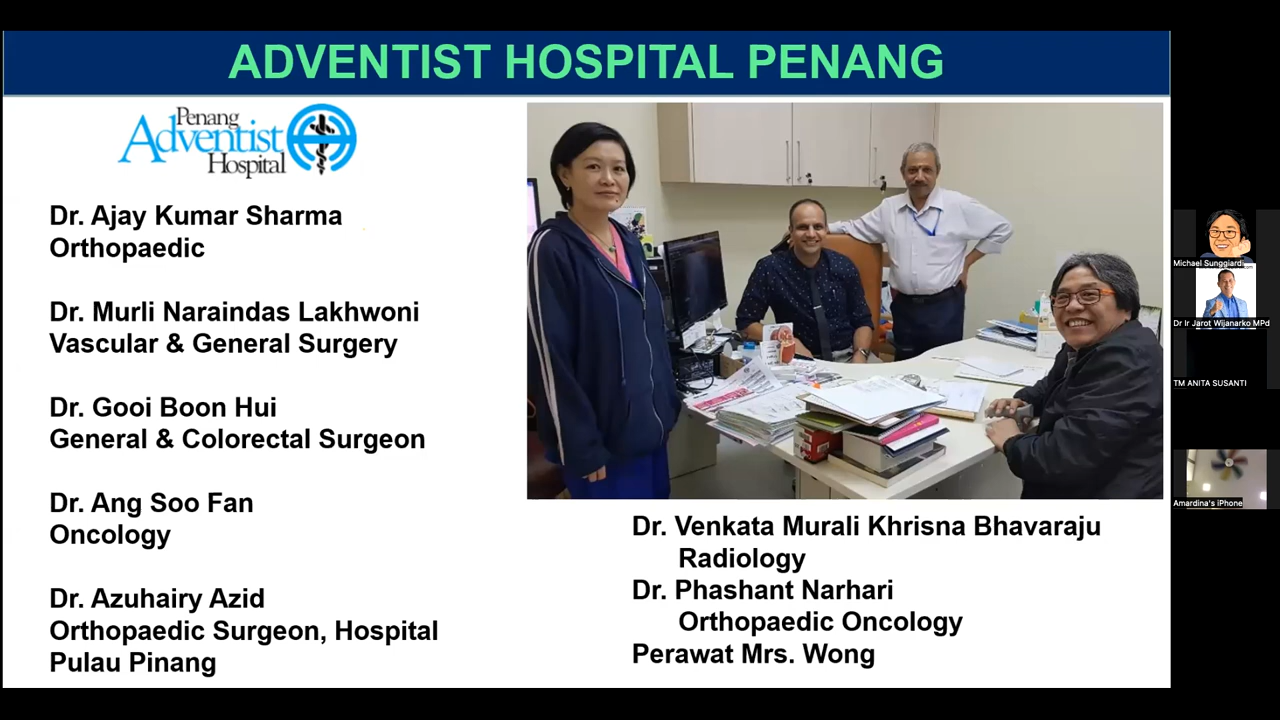 ADVENTIST HOSPITAL PENANG
Penang
Adventist
Hospital
Dr. Ajay Kumar Sharma
Orthopaedic
Dr. Murli Naraindas Lakhwoni
Vascular & General Surgery
Dr. Gooi Boon Hui
General & Colorectal Surgeon
Dr. Ang Soo Fan
Oncology
Dr. Azuhairy Azid
Orthopaedic Surgeon, Hospital
Pulau Pinang
Dr. Venkata Murali Khrisna Bhavaraju
Radiology
Dr. Phashant Narhari
Orthopaedic Oncology
Perawat Mrs. Wong
Michael Sunggiardi
Dr Ir Jarot Wijanarko MPd
TM ANITA SUSANTI
Amardina's iPhone